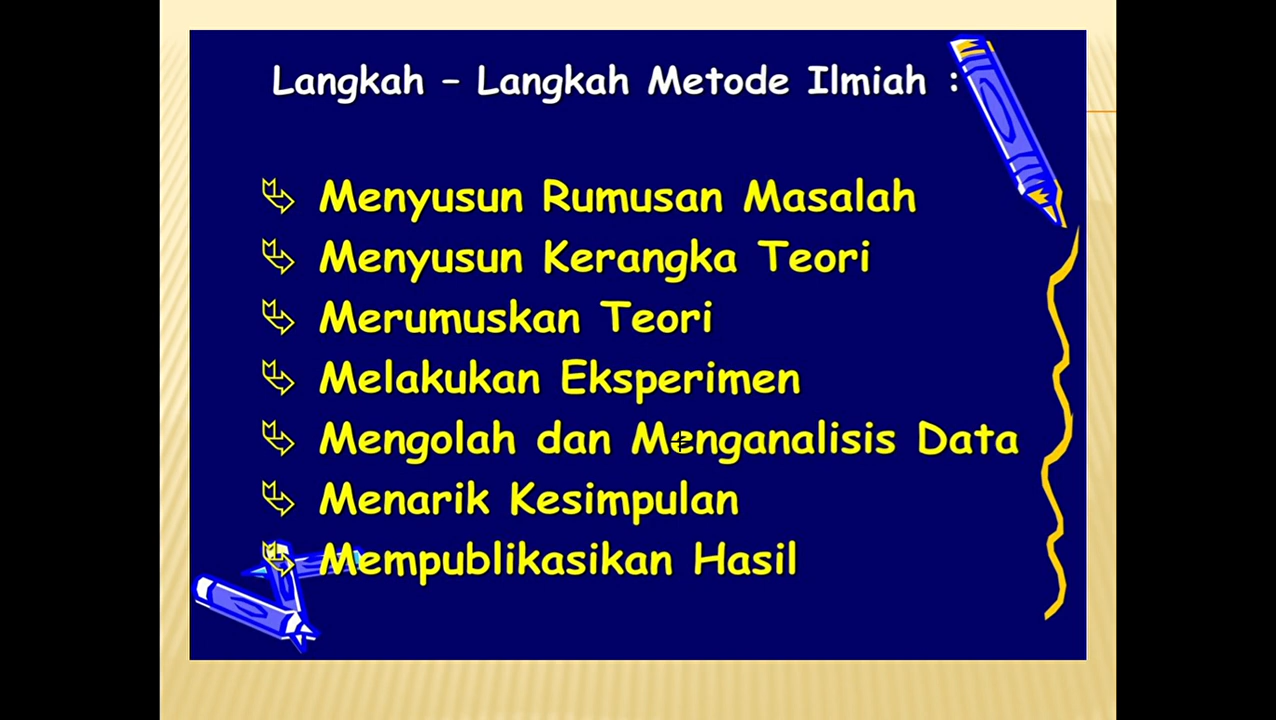 Langkah – Langkah Metode Ilmiah :
Menyusun Rumusan Masalah
Menyusun Kerangka Teori
Merumuskan Teori
Melakukan Eksperimen
Mengolah dan Menganalisis Data
Menarik Kesimpulan
Mempublikasikan Hasil